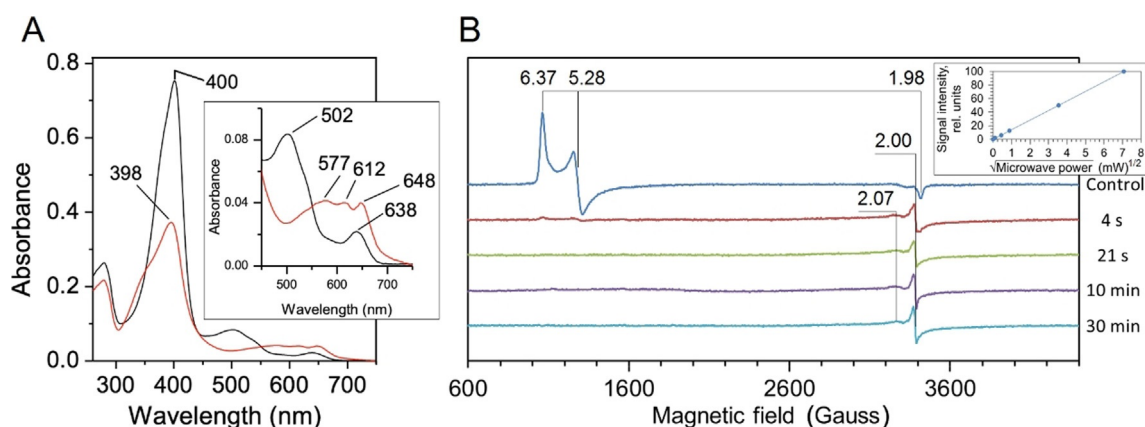 A
0.8
0.6
0.4
0.2
0.0
Absorbance
300 400 500 600 700
Wavelength (nm)
400
398
0.08
0.04
0.00
Absorbance
500 600 700
Wavelength (nm)
502
577
612
648
638
B
6.37 5.28 1.98
2.00
2.07
Control
4 s
21 s
10 min
30 min
600 1600 2600 3600
Magnetic field (Gauss)
Signal intensity,
rel. units
100
80
60
40
20
0
0 1 2 3 4 5 6 7 8
√Microwave power (mW)1/2